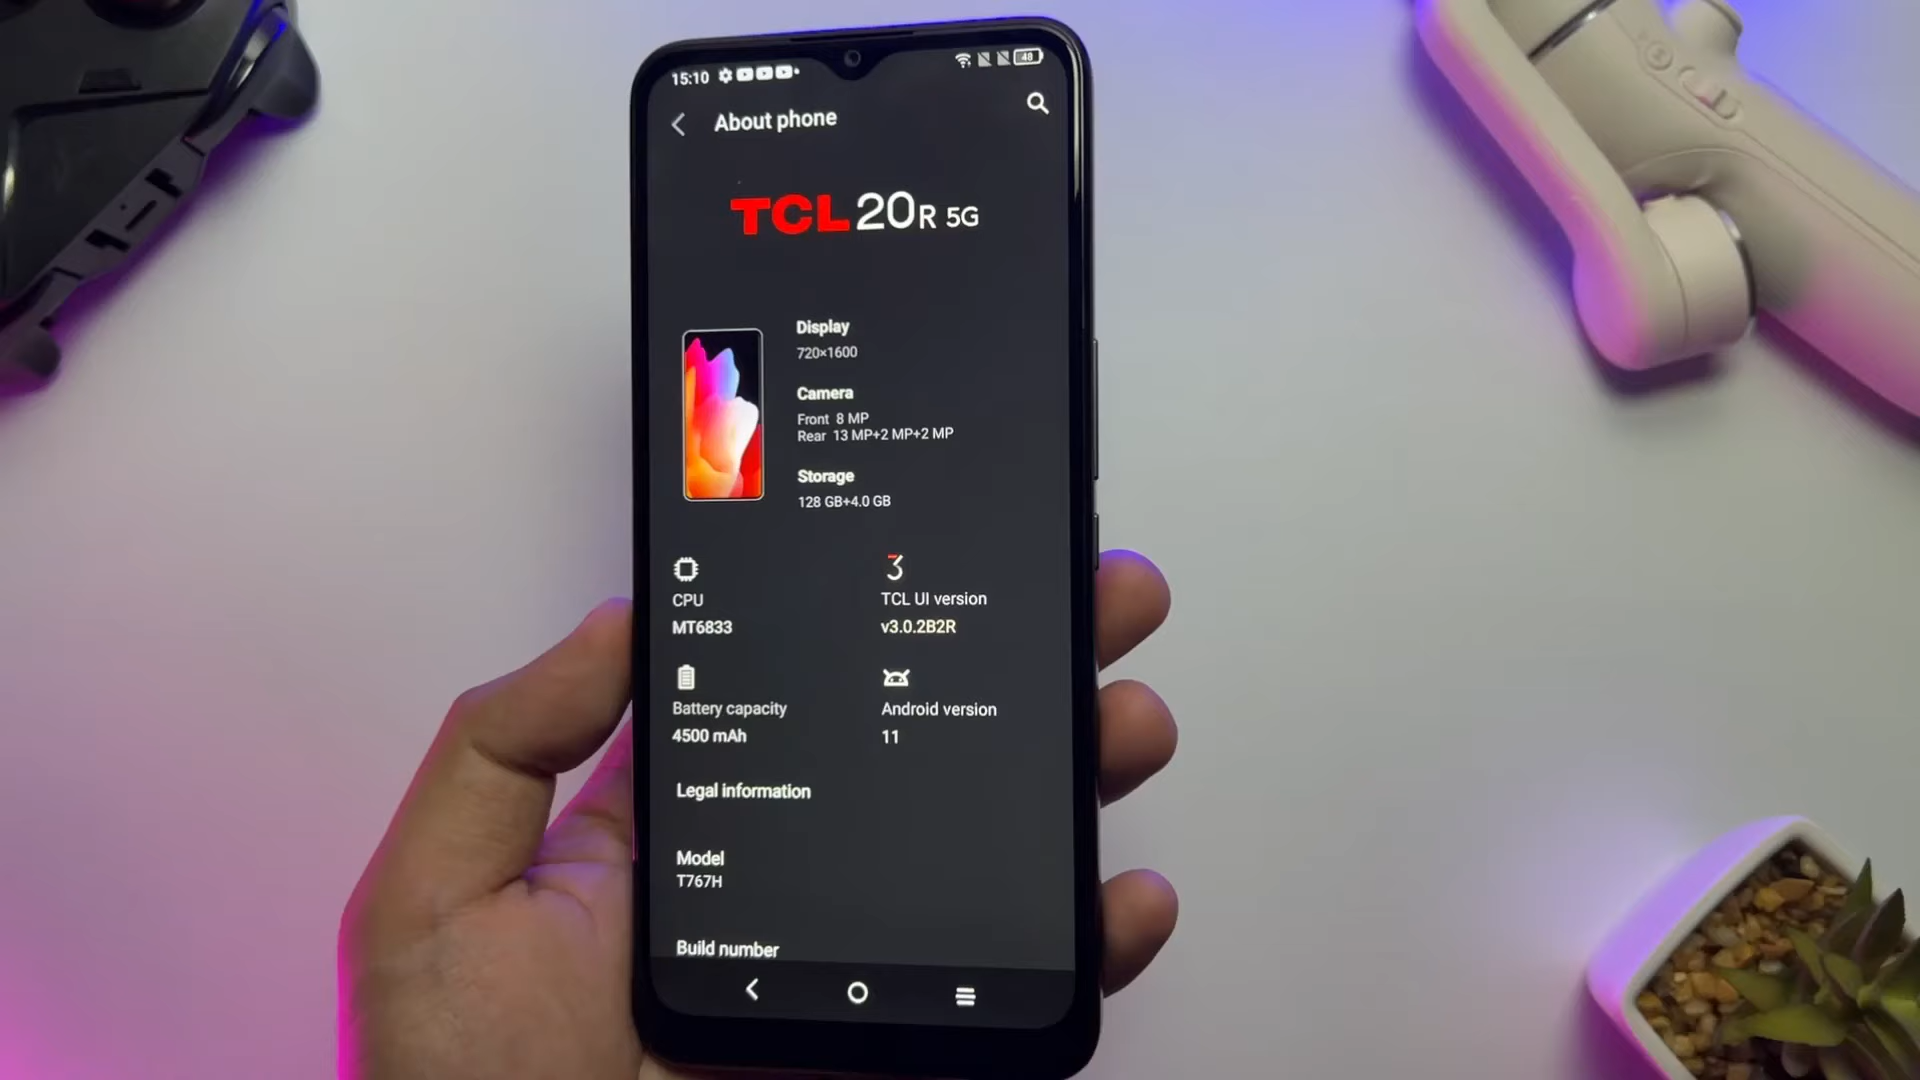 15:10
48
About phone
TCL 20R 5G
Display
720×1600
Camera
Front 8 MP
Rear 13 MP+2 MP+2 MP
Storage
128 GB+4.0 GB
3
CPU
TCL UI version
MT6833
v3.0.2B2R
Battery capacity
Android version
4500 mAh
11
Legal information
Model
T767H
Build number